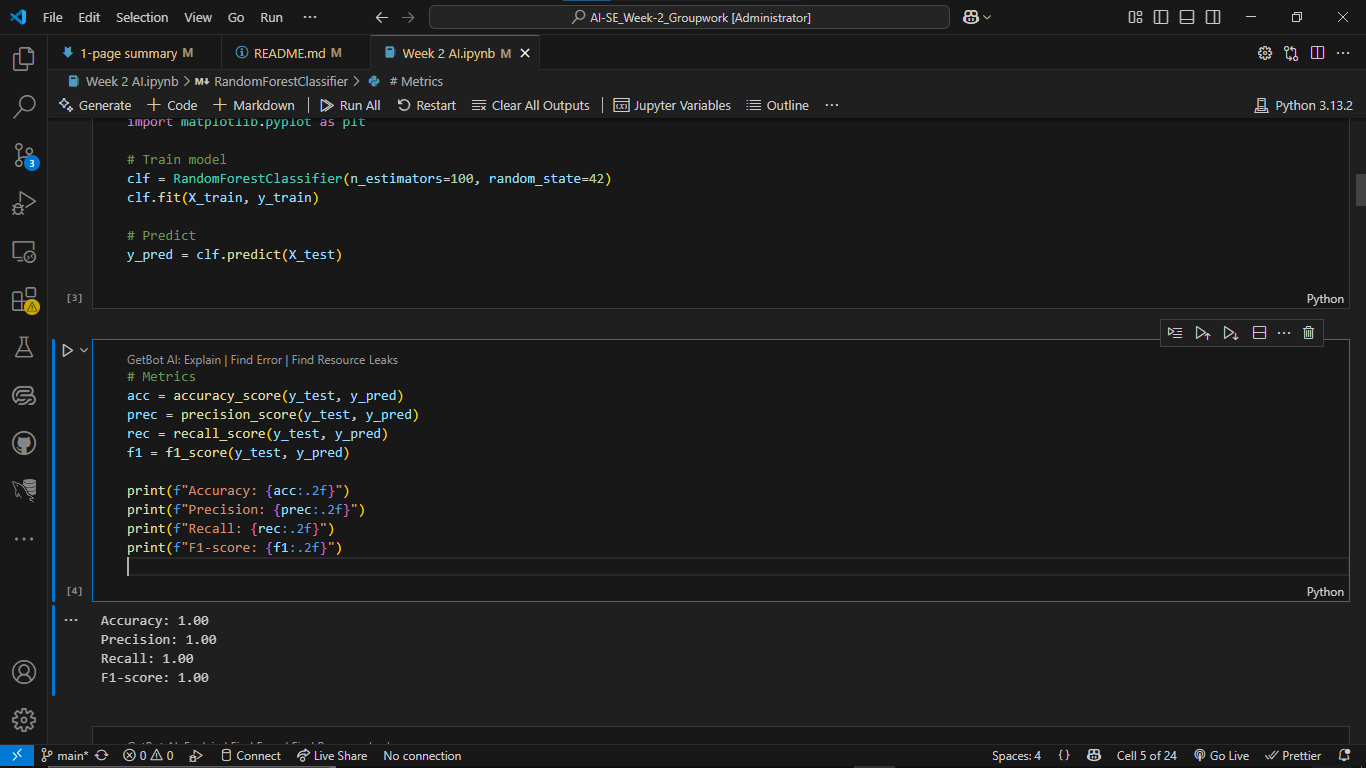 File Edit Selection View Go Run ··· AI-SE_Week-2_Groupwork [Administrator]
1-page summary M README.md M Week 2 AI.ipynb M
Week 2 AI.ipynb > M↓ RandomForestClassifier > # Metrics
Generate + Code + Markdown Run All Restart Clear All Outputs Jupyter Variables Outline ··· Python 3.13.2
import matplotlib.pyplot as plt
# Train model
clf = RandomForestClassifier(n_estimators=100, random_state=42)
clf.fit(X_train, y_train)
# Predict
y_pred = clf.predict(X_test)
[3] Python
GetBot AI: Explain | Find Error | Find Resource Leaks
# Metrics
acc = accuracy_score(y_test, y_pred)
prec = precision_score(y_test, y_pred)
rec = recall_score(y_test, y_pred)
f1 = f1_score(y_test, y_pred)
print(f"Accuracy: {acc:.2f}")
print(f"Precision: {prec:.2f}")
print(f"Recall: {rec:.2f}")
print(f"F1-score: {f1:.2f}")
[4] Python
Accuracy: 1.00
Precision: 1.00
Recall: 1.00
F1-score: 1.00
3
main* 0 0 Connect Live Share No connection Spaces: 4 {} Cell 5 of 24 Go Live Prettier